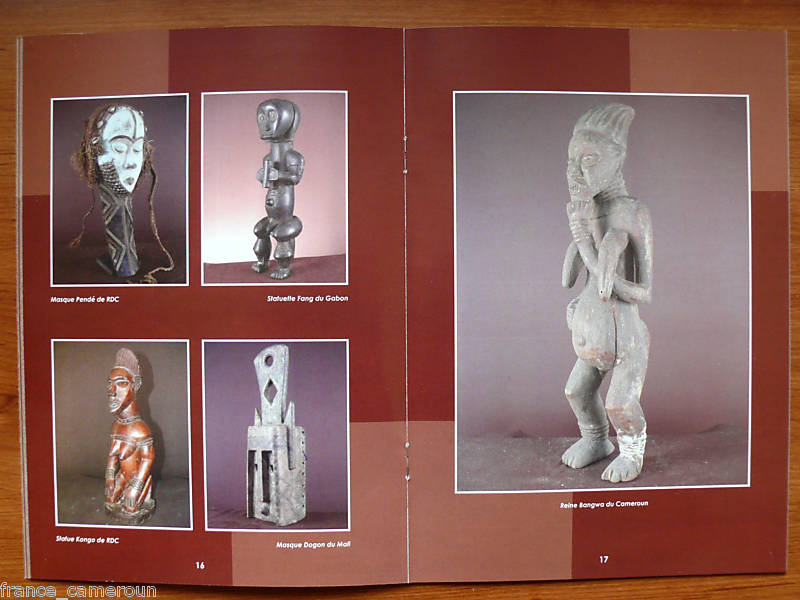 Masque Pendé de RDC
Statuette Fang du Gabon
Statue Kongo de RDC
Masque Dogon du Mali
16
Reine Bangwa du Cameroun
17
france_cameroun